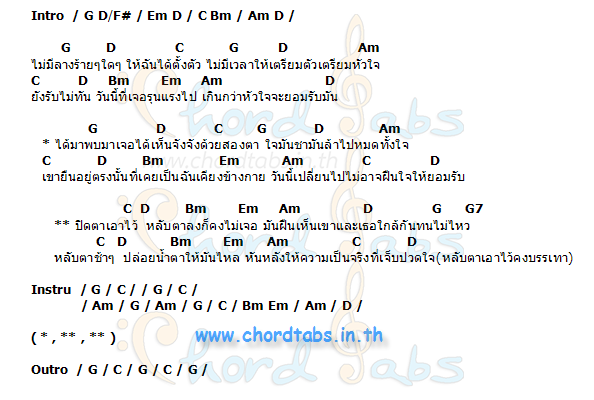 Intro / G D/F# / Em D / C Bm / Am D /
G D C G D Am
ไม่มีลางร้ายๆใดๆ ให้ฉันได้ตั้งตัว ไม่มีเวลาให้เตรียมตัวเตรียมหัวใจ
C D Bm Em Am D
ยังรับไม่ทัน วันนี้ที่เจอรุนแรงไป เกินกว่าหัวใจจะยอมรับมัน
G D C G D Am
* ได้มาพบมาเจอได้เห็นจังจังด้วยสองตา ใจมันชามันล้าไปหมดทั้งใจ
C D Bm Em Am C D
เขายืนอยู่ตรงนั้นที่เคยเป็นฉันเคียงข้างกาย วันนี้เปลี่ยนไปไม่อาจฝืนใจให้ยอมรับ
C D Bm Em Am D G G7
** ปิดตาเอาไว้ หลับตาลงก็คงไม่เจอ มันฝืนเห็นเขาและเธอใกล้กันทนไม่ไหว
C D Bm Em Am C D
หลับตาช้าๆ ปล่อยน้ำตาให้มันไหล หันหลังให้ความเป็นจริงที่เจ็บปวดใจ(หลับตาเอาไว้คงบรรเทา)
Instru / G / C / / G / C /
/ Am / G / Am / G / C / Bm Em / Am / D /
( * , ** , ** )
www.chordtabs.in.th
Outro / G / C / G / C / G /
Chord Tabs